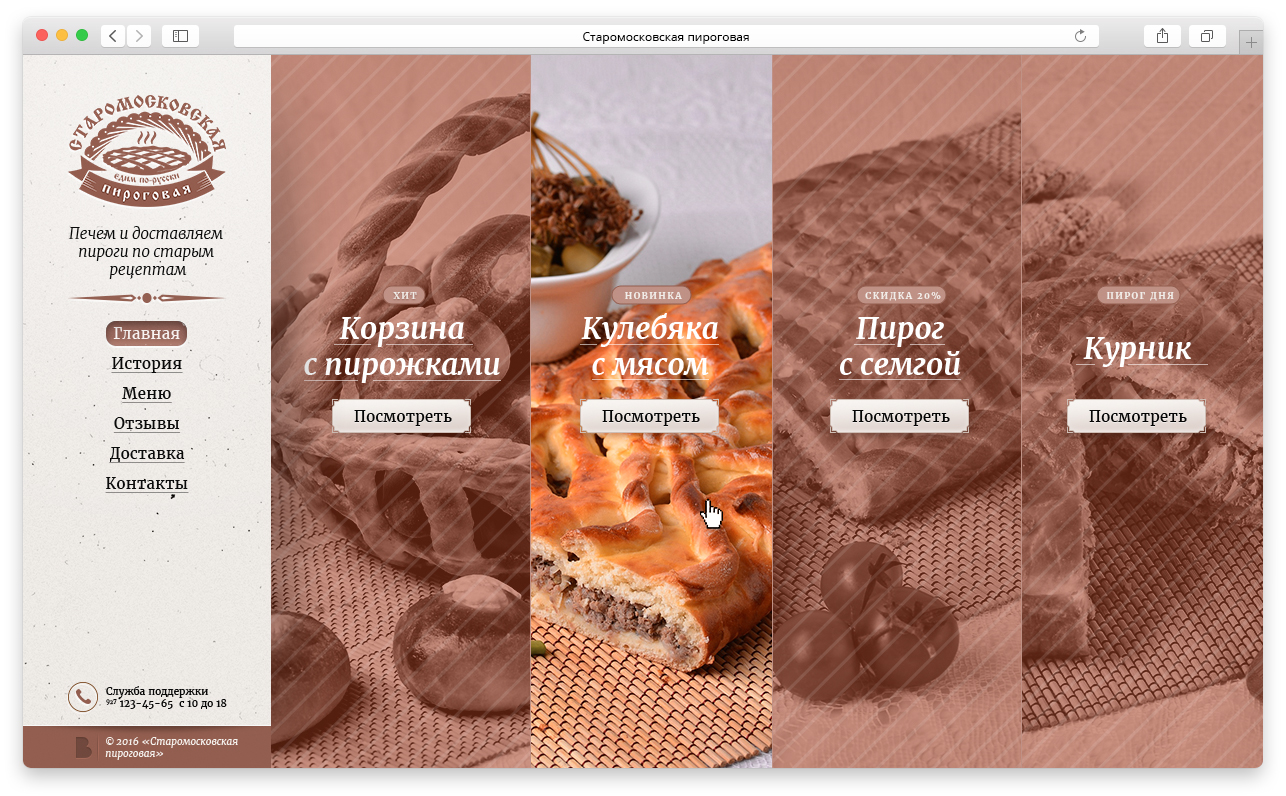 Старомосковская пироговая
СТАРОМОСКОВСКАЯ
едим по-русски
пироговая
Печем и доставляем
пироги по старым
рецептам
Главная
История
Меню
Отзывы
Доставка
Контакты
Служба поддержки
927 123-45-65 с 10 до 18
© 2016 «Старомосковская
пироговая»
ХИТ
Корзина
с пирожками
Посмотреть
НОВИНКА
Кулебяка
с мясом
Посмотреть
СКИДКА 20%
Пирог
с семгой
Посмотреть
ПИРОГ ДНЯ
Курник
Посмотреть